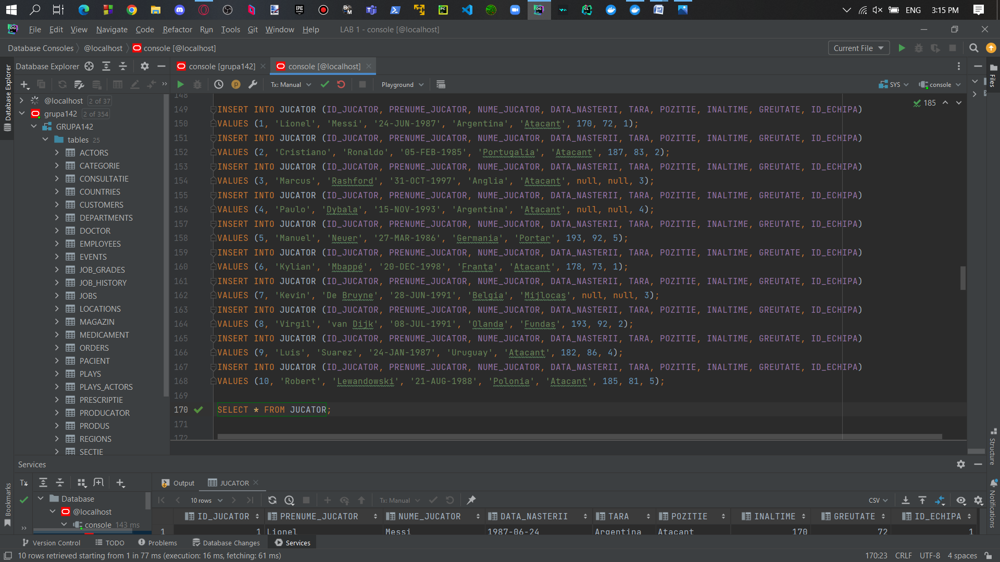 ENG
3:15 PM
File Edit View Navigate Code Refactor Run Tools Git Window Help LAB 1 - console [@localhost]
Database Consoles @localhost console [@localhost]
Current File
Database Explorer
console [grupa142]
console [@localhost]
Tx: Manual
Playground
SYS
console
Database Explorer
Files
@localhost 2 of 37
grupa142 2 of 354
GRUPA142
tables 25
ACTORS
CATEGORIE
CONSULTATIE
COUNTRIES
CUSTOMERS
DEPARTMENTS
DOCTOR
EMPLOYEES
EVENTS
JOB_GRADES
JOB_HISTORY
JOBS
LOCATIONS
MAGAZIN
MEDICAMENT
ORDERS
PACIENT
PLAYS
PLAYS_ACTORS
PRESCRIPTIE
PRODUCATOR
PRODUS
REGIONS
SECTIE
185
148
149 INSERT INTO JUCATOR (ID_JUCATOR, PRENUME_JUCATOR, NUME_JUCATOR, DATA_NASTERII, TARA, POZITIE, INALTIME, GREUTATE, ID_ECHIPA)
150 VALUES (1, 'Lionel', 'Messi', '24-JUN-1987', 'Argentina', 'Atacant', 170, 72, 1);
151 INSERT INTO JUCATOR (ID_JUCATOR, PRENUME_JUCATOR, NUME_JUCATOR, DATA_NASTERII, TARA, POZITIE, INALTIME, GREUTATE, ID_ECHIPA)
152 VALUES (2, 'Cristiano', 'Ronaldo', '05-FEB-1985', 'Portugalia', 'Atacant', 187, 83, 2);
153 INSERT INTO JUCATOR (ID_JUCATOR, PRENUME_JUCATOR, NUME_JUCATOR, DATA_NASTERII, TARA, POZITIE, INALTIME, GREUTATE, ID_ECHIPA)
154 VALUES (3, 'Marcus', 'Rashford', '31-OCT-1997', 'Anglia', 'Atacant', null, null, 3);
155 INSERT INTO JUCATOR (ID_JUCATOR, PRENUME_JUCATOR, NUME_JUCATOR, DATA_NASTERII, TARA, POZITIE, INALTIME, GREUTATE, ID_ECHIPA)
156 VALUES (4, 'Paulo', 'Dybala', '15-NOV-1993', 'Argentina', 'Atacant', null, null, 4);
157 INSERT INTO JUCATOR (ID_JUCATOR, PRENUME_JUCATOR, NUME_JUCATOR, DATA_NASTERII, TARA, POZITIE, INALTIME, GREUTATE, ID_ECHIPA)
158 VALUES (5, 'Manuel', 'Neuer', '27-MAR-1986', 'Germania', 'Portar', 193, 92, 5);
159 INSERT INTO JUCATOR (ID_JUCATOR, PRENUME_JUCATOR, NUME_JUCATOR, DATA_NASTERII, TARA, POZITIE, INALTIME, GREUTATE, ID_ECHIPA)
160 VALUES (6, 'Kylian', 'Mbappé', '20-DEC-1998', 'Franța', 'Atacant', 178, 73, 1);
161 INSERT INTO JUCATOR (ID_JUCATOR, PRENUME_JUCATOR, NUME_JUCATOR, DATA_NASTERII, TARA, POZITIE, INALTIME, GREUTATE, ID_ECHIPA)
162 VALUES (7, 'Kevin', 'De Bruyne', '28-JUN-1991', 'Belgia', 'Mijlocas', null, null, 3);
163 INSERT INTO JUCATOR (ID_JUCATOR, PRENUME_JUCATOR, NUME_JUCATOR, DATA_NASTERII, TARA, POZITIE, INALTIME, GREUTATE, ID_ECHIPA)
164 VALUES (8, 'Virgil', 'van Dijk', '08-JUL-1991', 'Olanda', 'Fundas', 193, 92, 2);
165 INSERT INTO JUCATOR (ID_JUCATOR, PRENUME_JUCATOR, NUME_JUCATOR, DATA_NASTERII, TARA, POZITIE, INALTIME, GREUTATE, ID_ECHIPA)
166 VALUES (9, 'Luis', 'Suarez', '24-JAN-1987', 'Uruguay', 'Atacant', 182, 86, 4);
167 INSERT INTO JUCATOR (ID_JUCATOR, PRENUME_JUCATOR, NUME_JUCATOR, DATA_NASTERII, TARA, POZITIE, INALTIME, GREUTATE, ID_ECHIPA)
168 VALUES (10, 'Robert', 'Lewandowski', '21-AUG-1988', 'Polonia', 'Atacant', 185, 81, 5);
169
170 SELECT * FROM JUCATOR;
171
172
Structure
Notifications
Bookmarks
Services
Tx
Database
@localhost
console 143 ms
Output
JUCATOR
10 rows
Tx: Manual
CSV
ID_JUCATOR PRENUME_JUCATOR NUME_JUCATOR DATA_NASTERII TARA POZITIE INALTIME GREUTATE ID_ECHIPA
1 1 Lionel Messi 1987-06-24 Argentina Atacant 170 72 1
Version Control TODO Problems Database Changes Services
10 rows retrieved starting from 1 in 77 ms (execution: 16 ms, fetching: 61 ms)
170:23 CRLF UTF-8 4 spaces